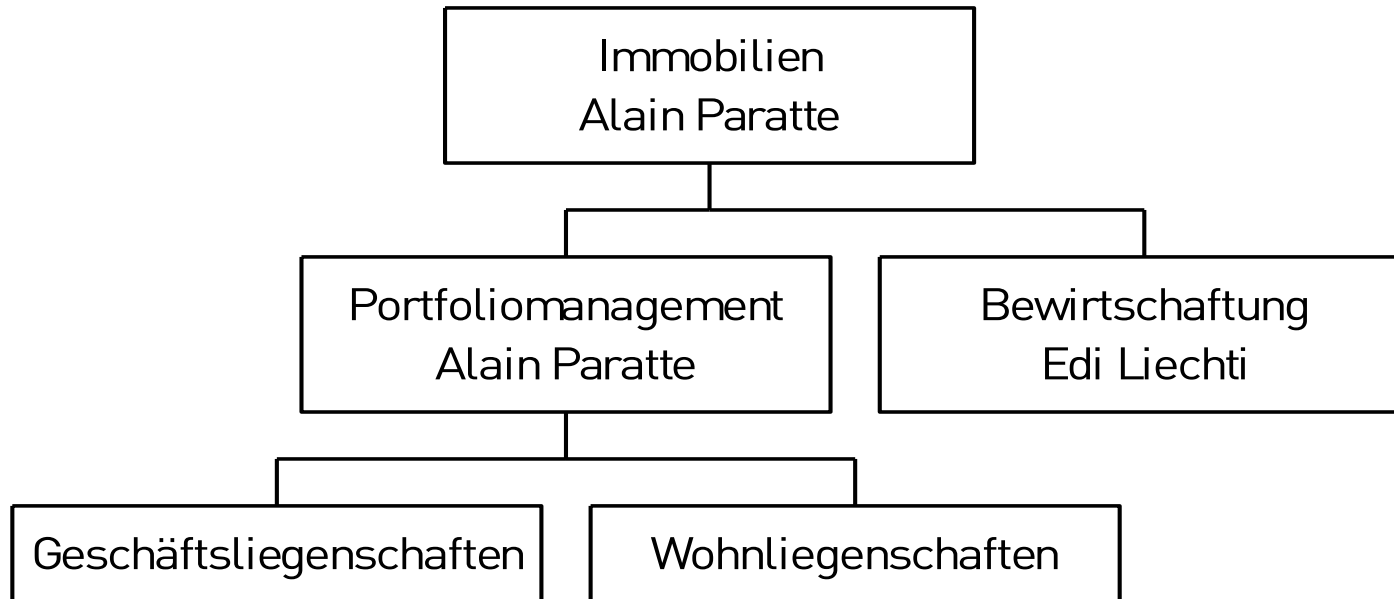 Immobilien
Alain Paratte
Portfoliomanagement
Alain Paratte
Bewirtschaftung
Edi Liechti
Geschäftsliegenschaften
Wohnliegenschaften